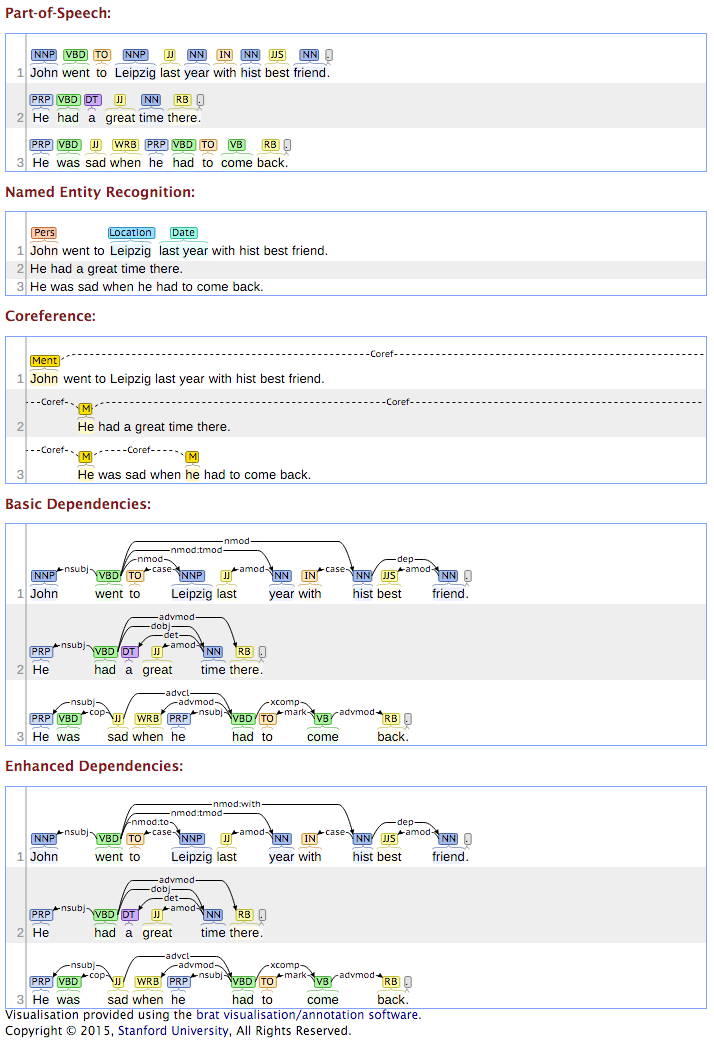 Part-of-Speech:
NNP VBD TO NNP JJ NN IN NN JJS NN .
1 John went to Leipzig last year with hist best friend.
PRP VBD DT JJ NN RB .
2 He had a great time there.
PRP VBD JJ WRB PRP VBD TO VB RB .
3 He was sad when he had to come back.
Named Entity Recognition:
Pers Location Date
1 John went to Leipzig last year with hist best friend.
2 He had a great time there.
3 He was sad when he had to come back.
Coreference:
Coref
Ment
1 John went to Leipzig last year with hist best friend.
Coref M Coref
2 He had a great time there.
Coref M Coref M
3 He was sad when he had to come back.
Basic Dependencies:
nmod
nmod:tmod
nmod dep
NNP nsubj VBD TO case NNP JJ amod NN IN case NN JJS amod NN .
1 John went to Leipzig last year with hist best friend.
advmod
dobj
det
PRP nsubj VBD DT JJ amod NN RB .
2 He had a great time there.
advcl
nsubj advmod xcomp
PRP VBD cop JJ WRB PRP nsubj VBD TO mark VB advmod RB .
3 He was sad when he had to come back.
Enhanced Dependencies:
nmod:with
nmod:tmod
nmod:to dep
NNP nsubj VBD TO case NNP JJ amod NN IN case NN JJS amod NN .
1 John went to Leipzig last year with hist best friend.
advmod
dobj
det
PRP nsubj VBD DT JJ amod NN RB .
2 He had a great time there.
advcl
nsubj advmod xcomp
PRP VBD cop JJ WRB PRP nsubj VBD TO mark VB advmod RB .
3 He was sad when he had to come back.
Visualisation provided using the brat visualisation/annotation software.
Copyright © 2015, Stanford University, All Rights Reserved.